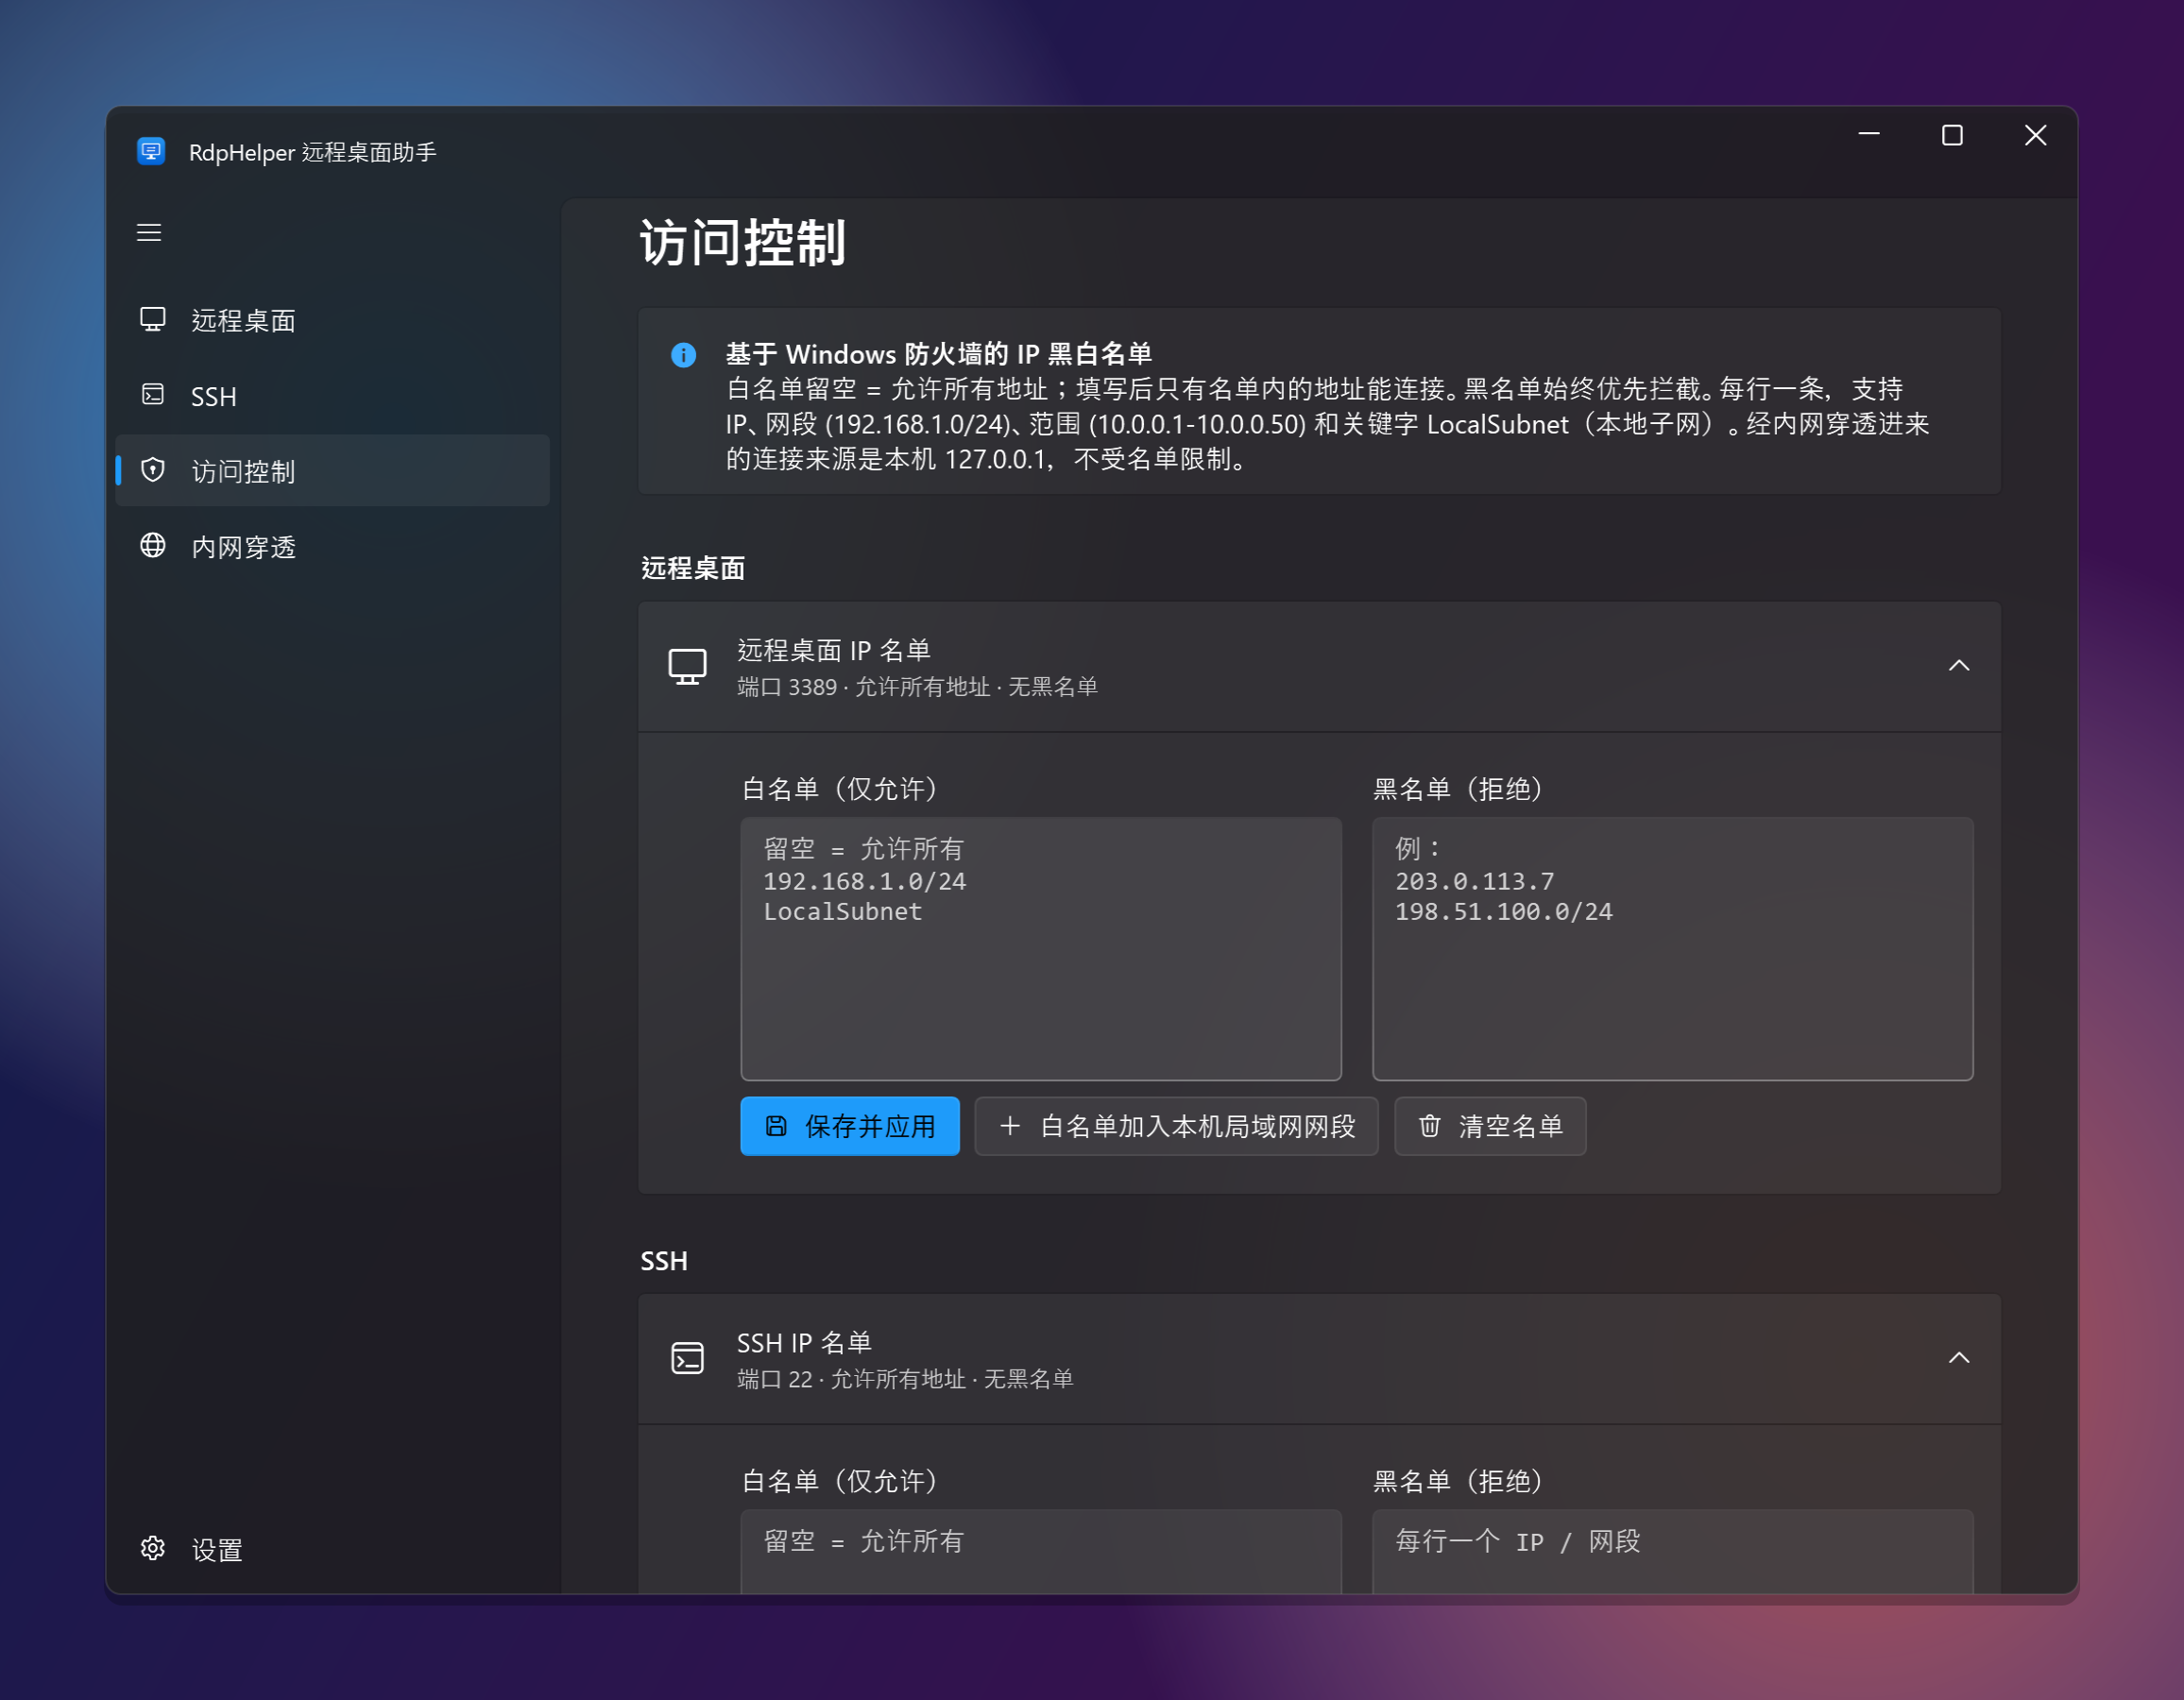 RdpHelper 远程桌面助手
远程桌面
SSH
访问控制
内网穿透
设置
访问控制
基于 Windows 防火墙的 IP 黑白名单
白名单留空 = 允许所有地址；填写后只有名单内的地址能连接。黑名单始终优先拦截。每行一条，支持
IP、网段 (192.168.1.0/24)、范围 (10.0.0.1-10.0.0.50) 和关键字 LocalSubnet（本地子网）。经内网穿透进来
的连接来源是本机 127.0.0.1，不受名单限制。
远程桌面
远程桌面 IP 名单
端口 3389 · 允许所有地址 · 无黑名单
白名单（仅允许）
留空 = 允许所有
192.168.1.0/24
LocalSubnet
黑名单（拒绝）
例：
203.0.113.7
198.51.100.0/24
保存并应用
白名单加入本机局域网网段
清空名单
SSH
SSH IP 名单
端口 22 · 允许所有地址 · 无黑名单
白名单（仅允许）
留空 = 允许所有
黑名单（拒绝）
每行一个 IP / 网段